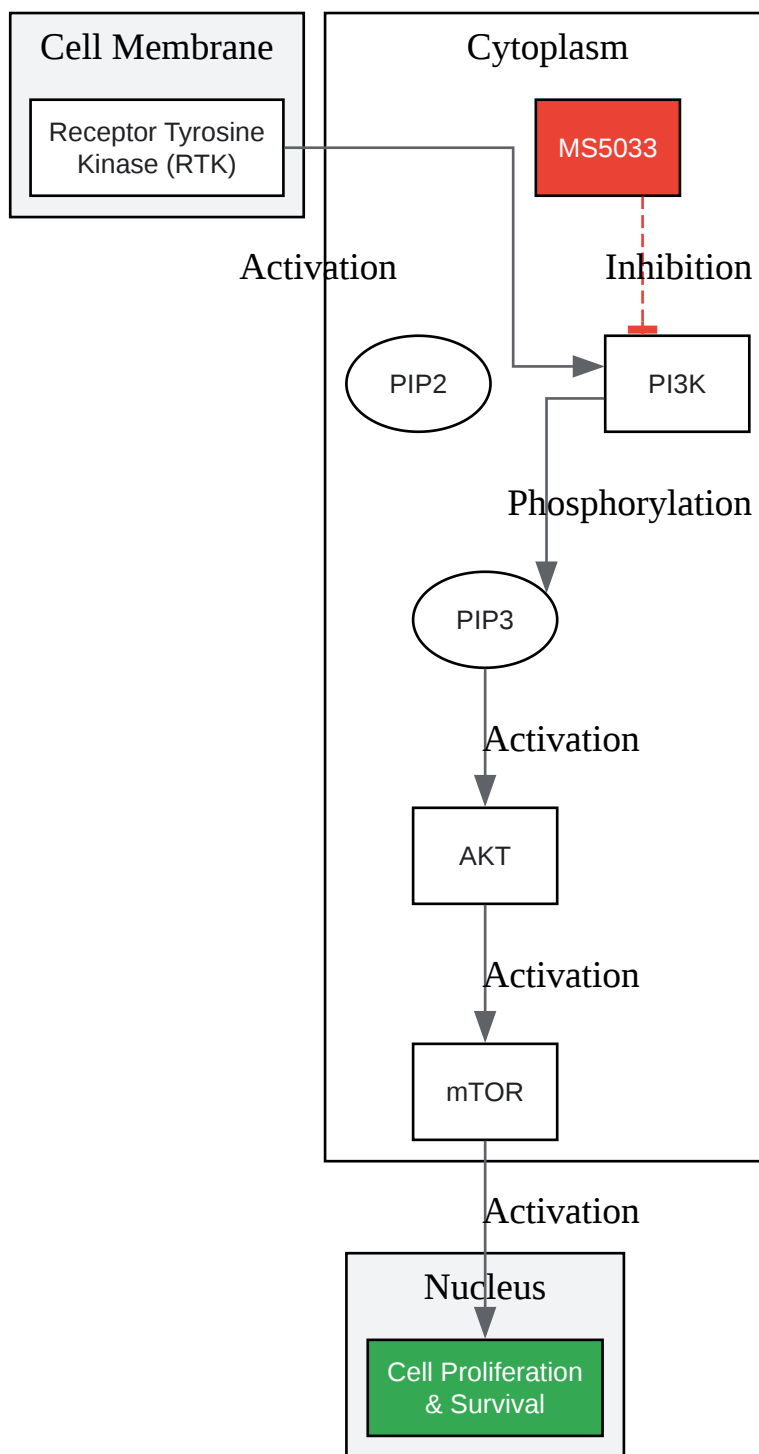 Cell Membrane
Cytoplasm
Receptor Tyrosine
Kinase (RTK)
MS5033
Activation
Inhibition
PIP2
PI3K
Phosphorylation
PIP3
Activation
AKT
Activation
mTOR
Activation
Nucleus
Cell Proliferation
& Survival